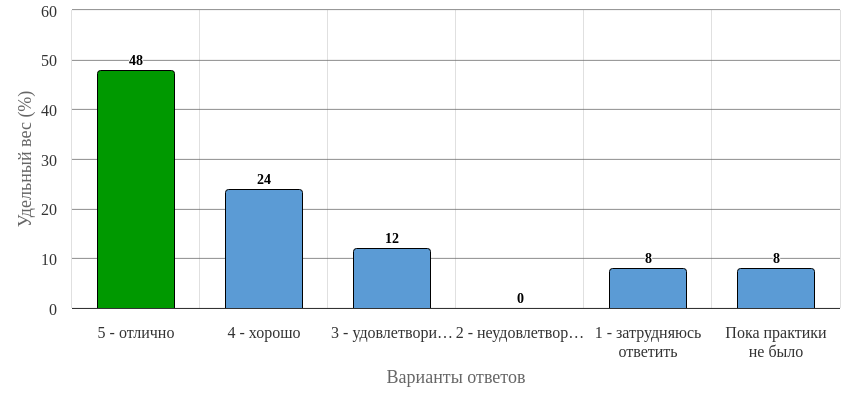 60
50
40
30
20
10
0
Удельный вес (%)
48
24
12
0
8
8
5 - отлично
4 - хорошо
3 - удовлетвори…
2 - неудовлетвор…
1 - затрудняюсь
ответить
Пока практики
не было
Варианты ответов